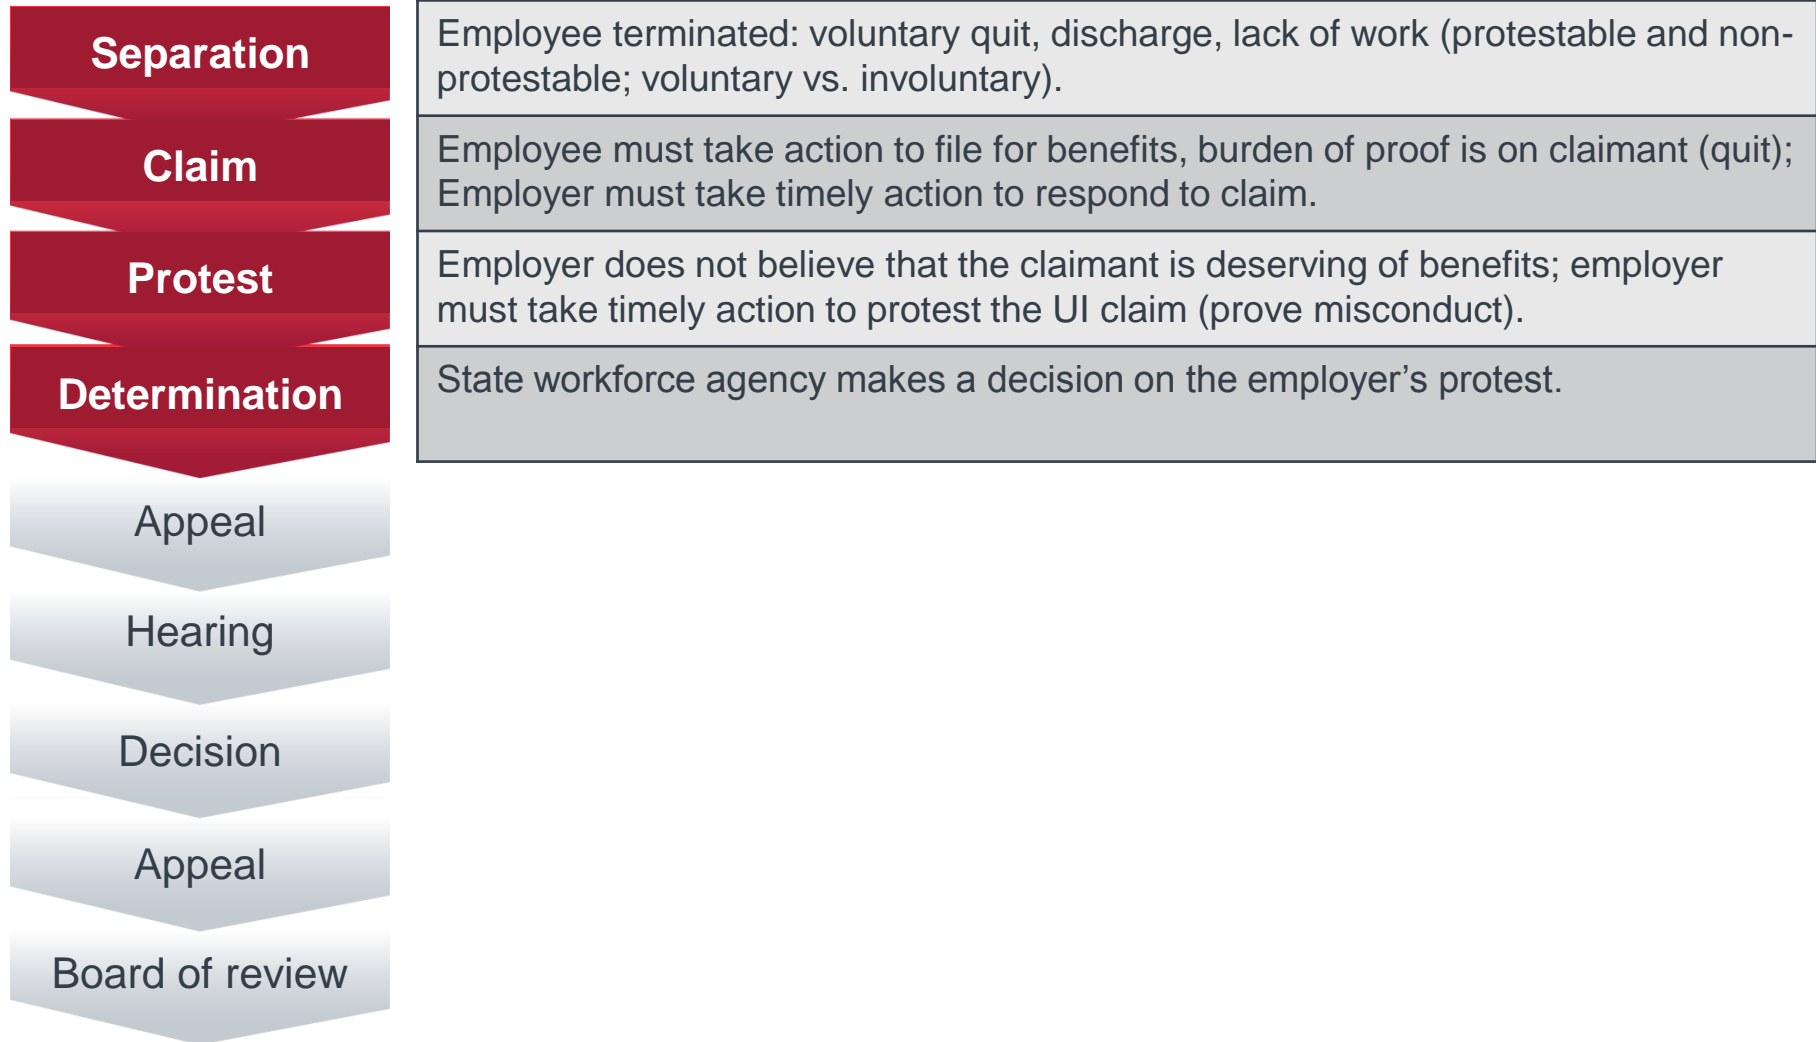 Separation
Employee terminated: voluntary quit, discharge, lack of work (protestable and non-
protestable; voluntary vs. involuntary).
Claim
Employee must take action to file for benefits, burden of proof is on claimant (quit);
Employer must take timely action to respond to claim.
Protest
Employer does not believe that the claimant is deserving of benefits; employer
must take timely action to protest the UI claim (prove misconduct).
Determination
State workforce agency makes a decision on the employer’s protest.
Appeal
Hearing
Decision
Appeal
Board of review